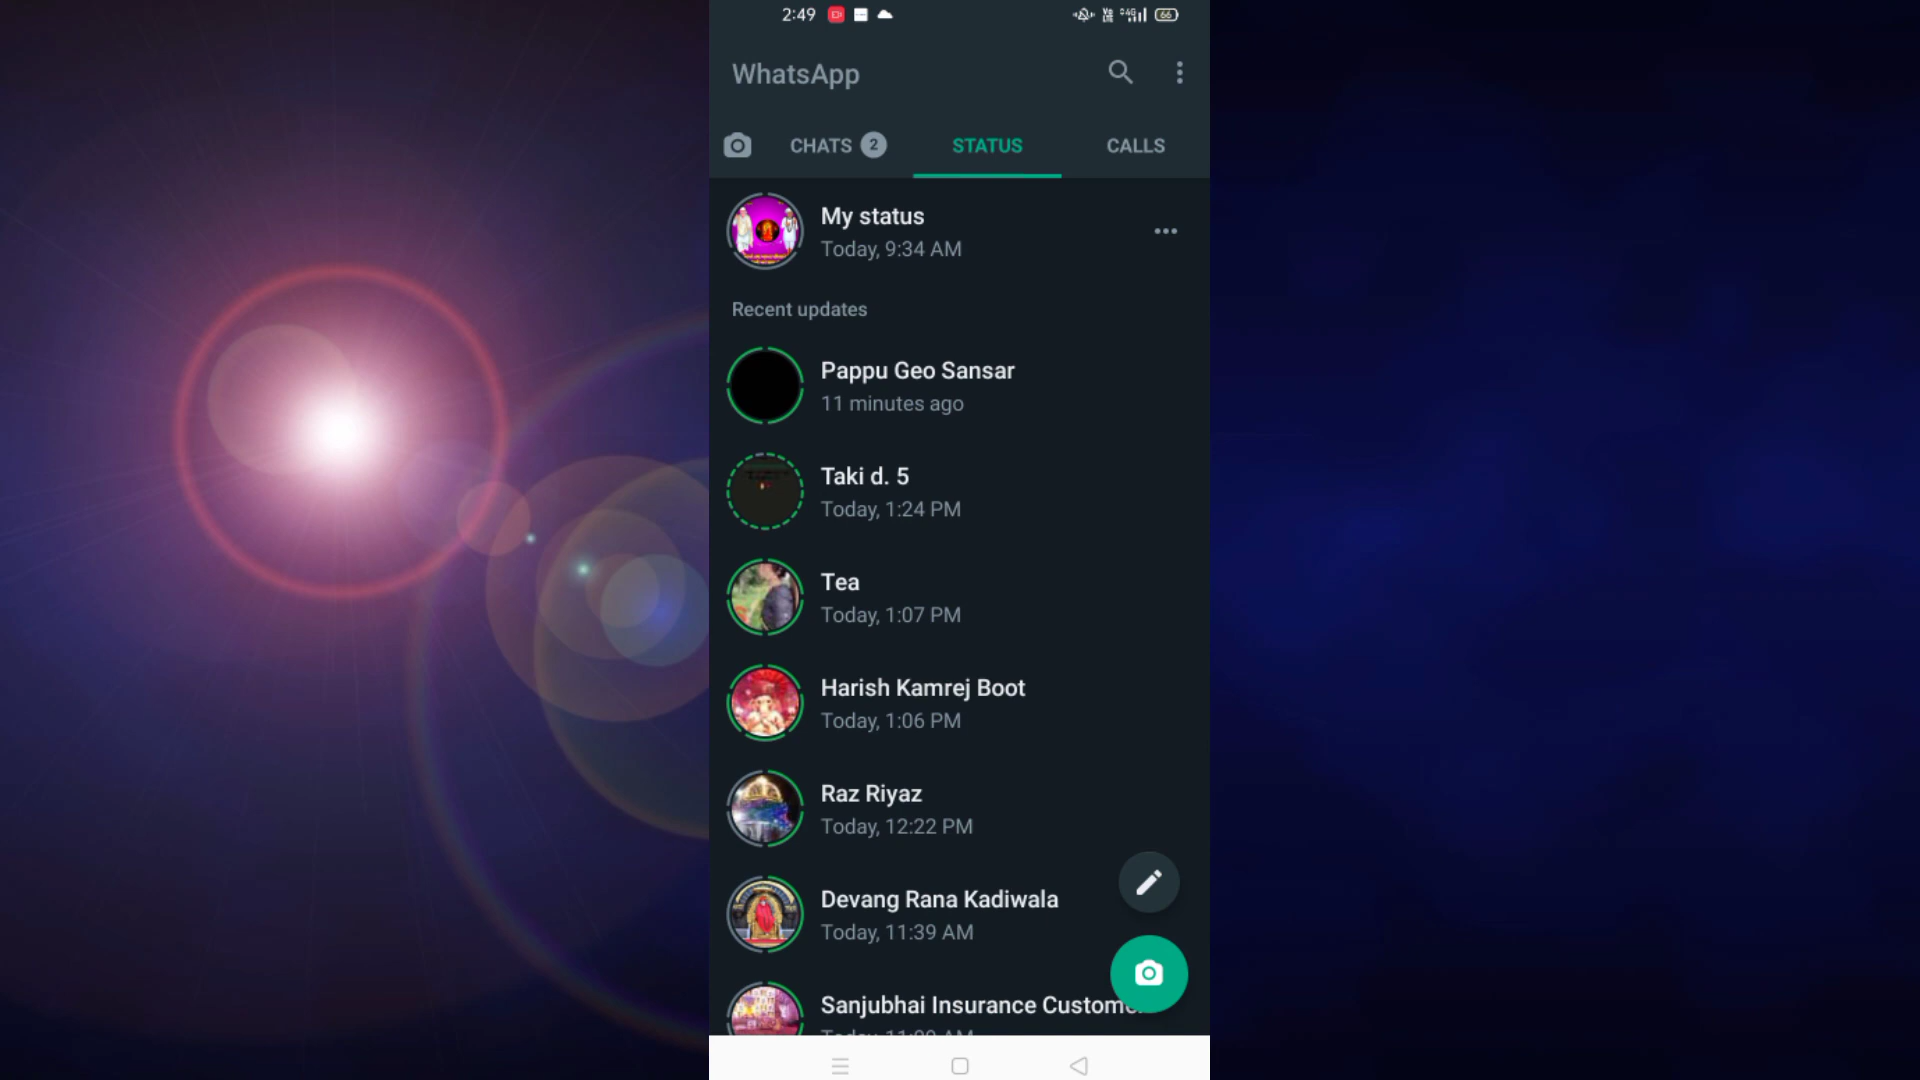 2:49
66
WhatsApp
CHATS 2
STATUS
CALLS
My status
Today, 9:34 AM
Recent updates
Pappu Geo Sansar
11 minutes ago
Taki d. 5
Today, 1:24 PM
Tea
Today, 1:07 PM
Harish Kamrej Boot
Today, 1:06 PM
Raz Riyaz
Today, 12:22 PM
Devang Rana Kadiwala
Today, 11:39 AM
Sanjubhai Insurance